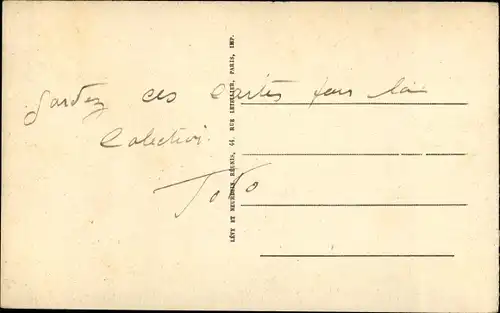 Gardez ces Cartes pour la
Colection.
Toto
LÉVY ET NEURDEIN RÉUNIS, 44, RUE LETELLIER, PARIS, IMP.